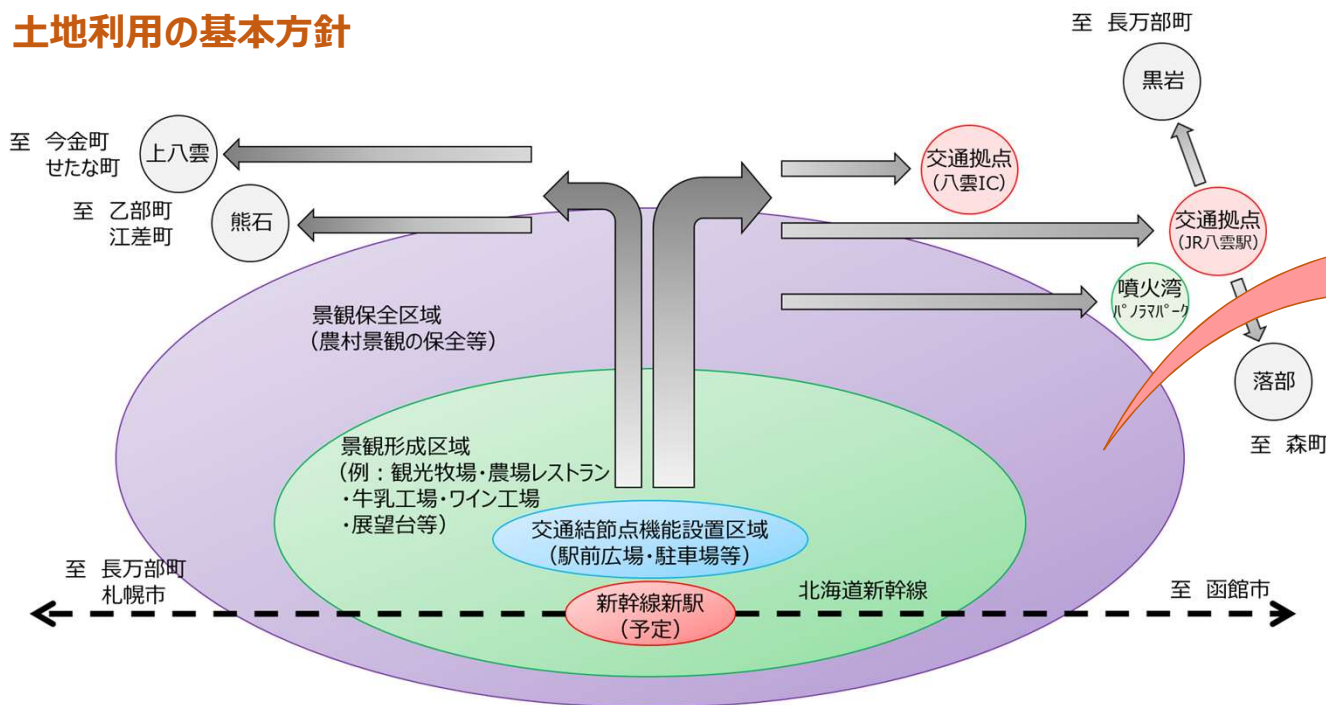 土地利用の基本方針
至 長万部町
黒岩
至 今金町
せたな町
上八雲
交通拠点
(八雲IC)
至 乙部町
江差町
熊石
交通拠点
(JR八雲駅)
噴火湾
ﾊﾟﾉﾗﾏﾊﾟｰｸ
景観保全区域
(農村景観の保全等)
落部
至 森町
景観形成区域
(例：観光牧場・農場レストラン
・牛乳工場・ワイン工場
・展望台等)
交通結節点機能設置区域
(駅前広場・駐車場等)
至 長万部町
札幌市
新幹線新駅
(予定)
北海道新幹線
至 函館市